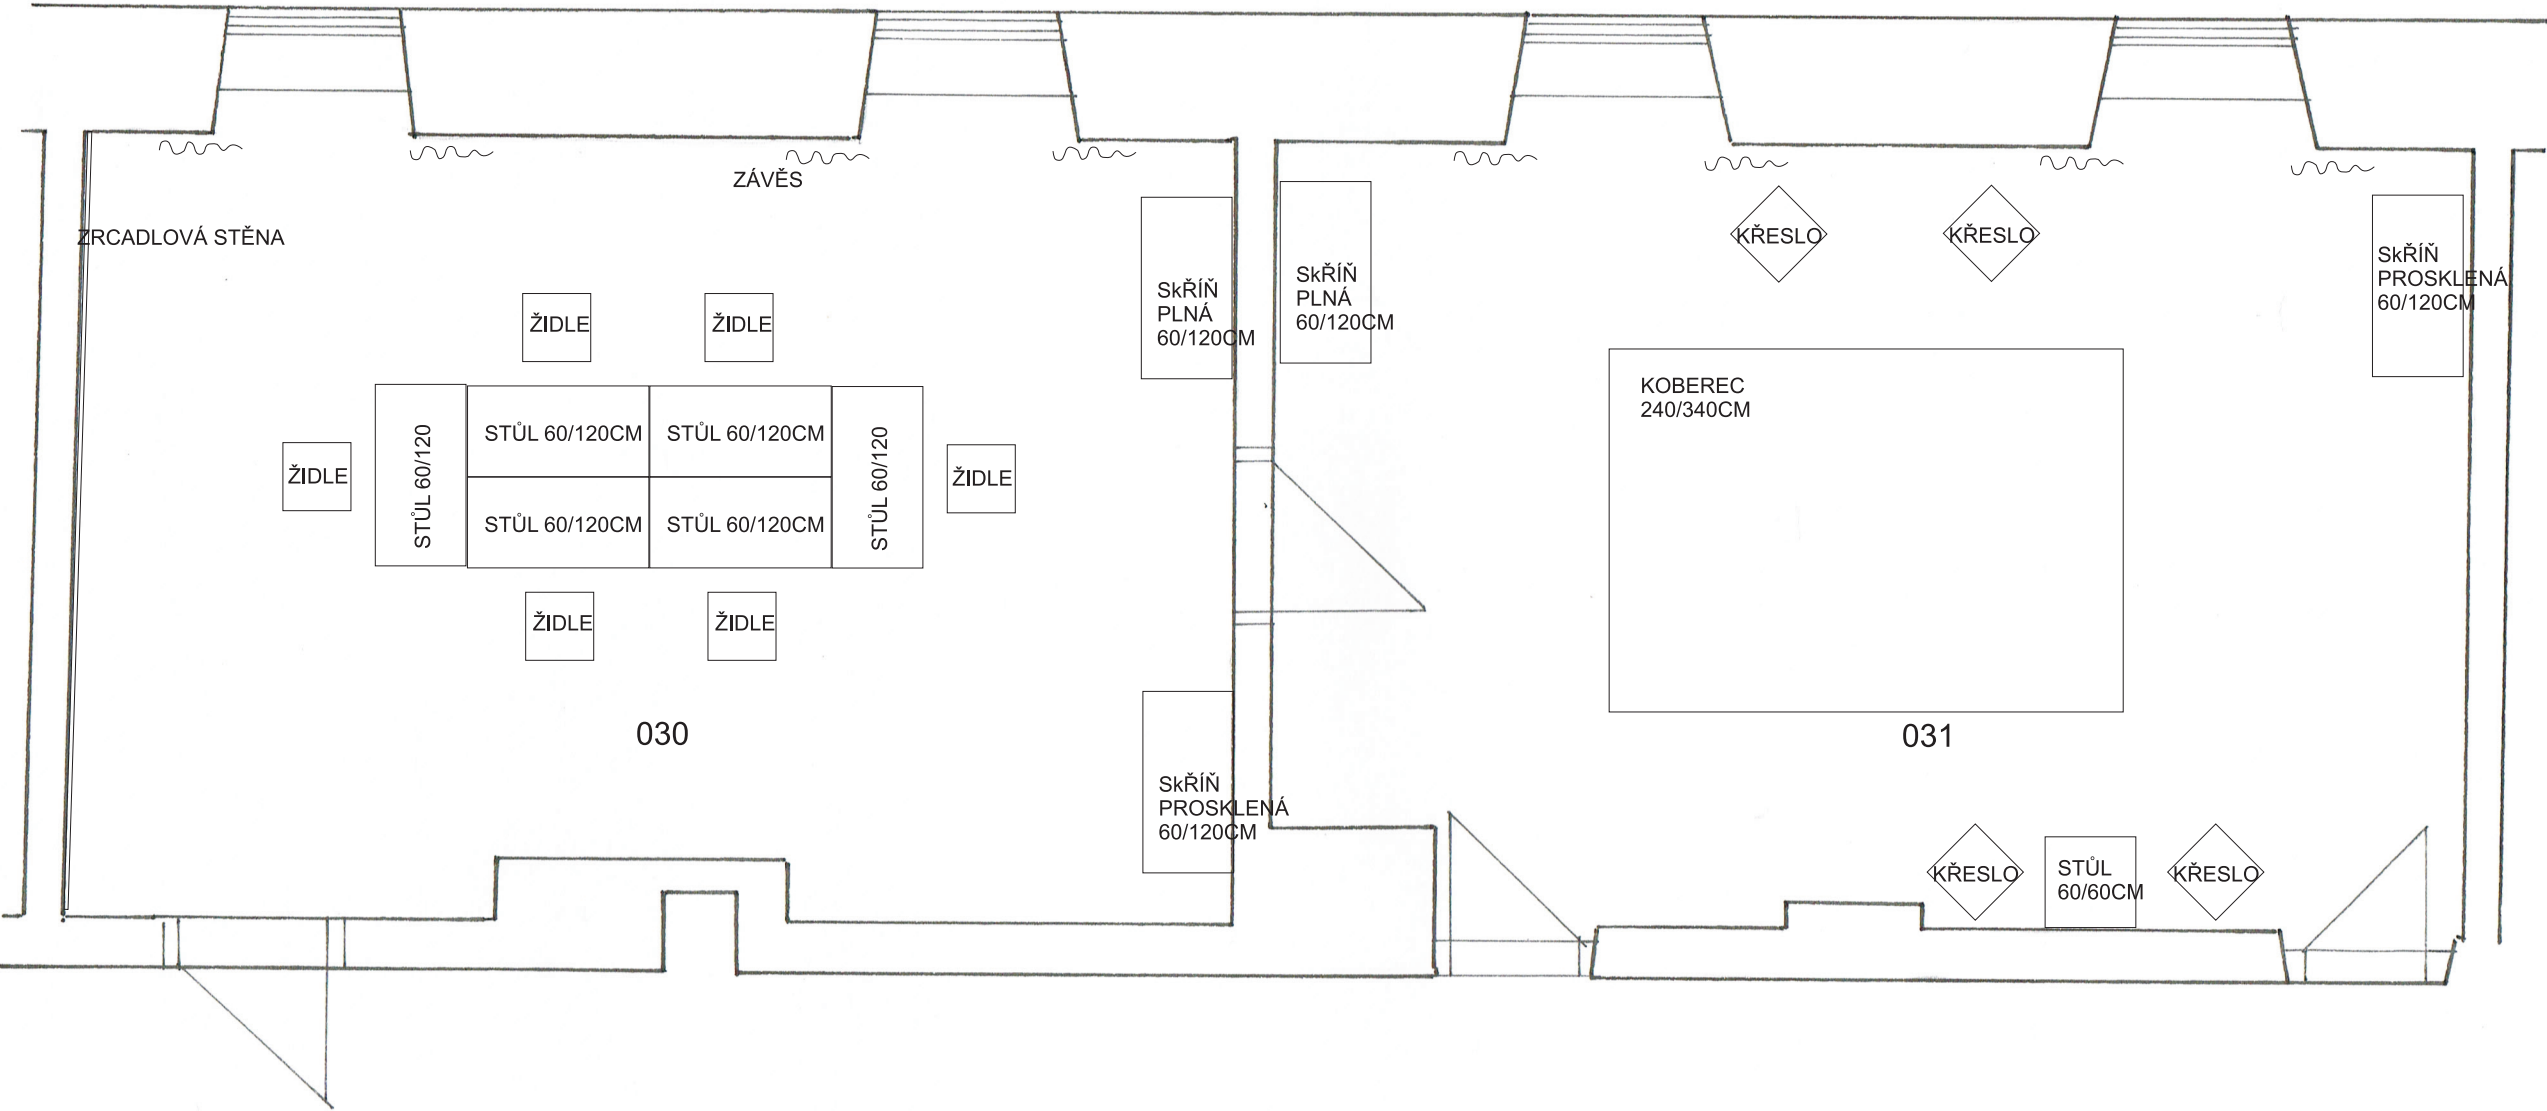 ZÁVĚS
ZRCADLOVÁ STĚNA
ŽIDLE
ŽIDLE
SkŘÍŇ
PLNÁ
60/120CM
STŮL 60/120
STŮL 60/120CM
STŮL 60/120CM
STŮL 60/120
ŽIDLE
ŽIDLE
STŮL 60/120CM
STŮL 60/120CM
ŽIDLE
ŽIDLE
030
SkŘÍŇ
PROSKLENÁ
60/120CM
SkŘÍŇ
PLNÁ
60/120CM
KŘESLO
KŘESLO
SkŘÍŇ
PROSKLENÁ
60/120CM
KOBEREC
240/340CM
031
KŘESLO
STŮL
60/60CM
KŘESLO